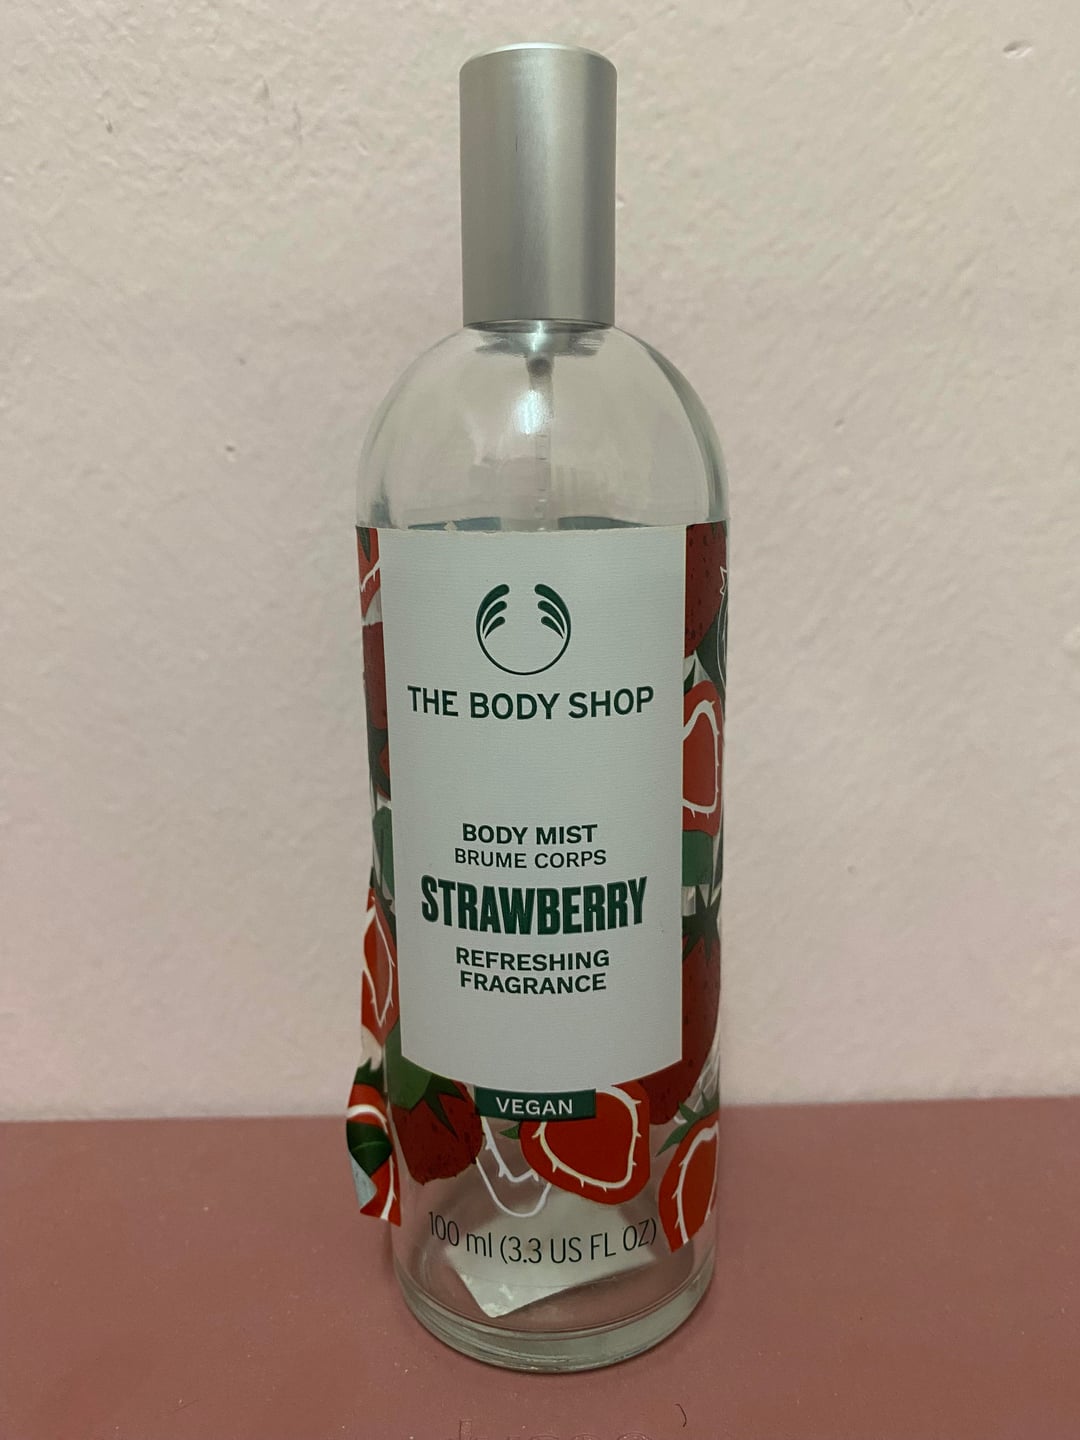 THE BODY SHOP
BODY MIST
BRUME CORPS
STRAWBERRY
REFRESHING
FRAGRANCE
VEGAN
100 ml (3.3 US FL OZ)